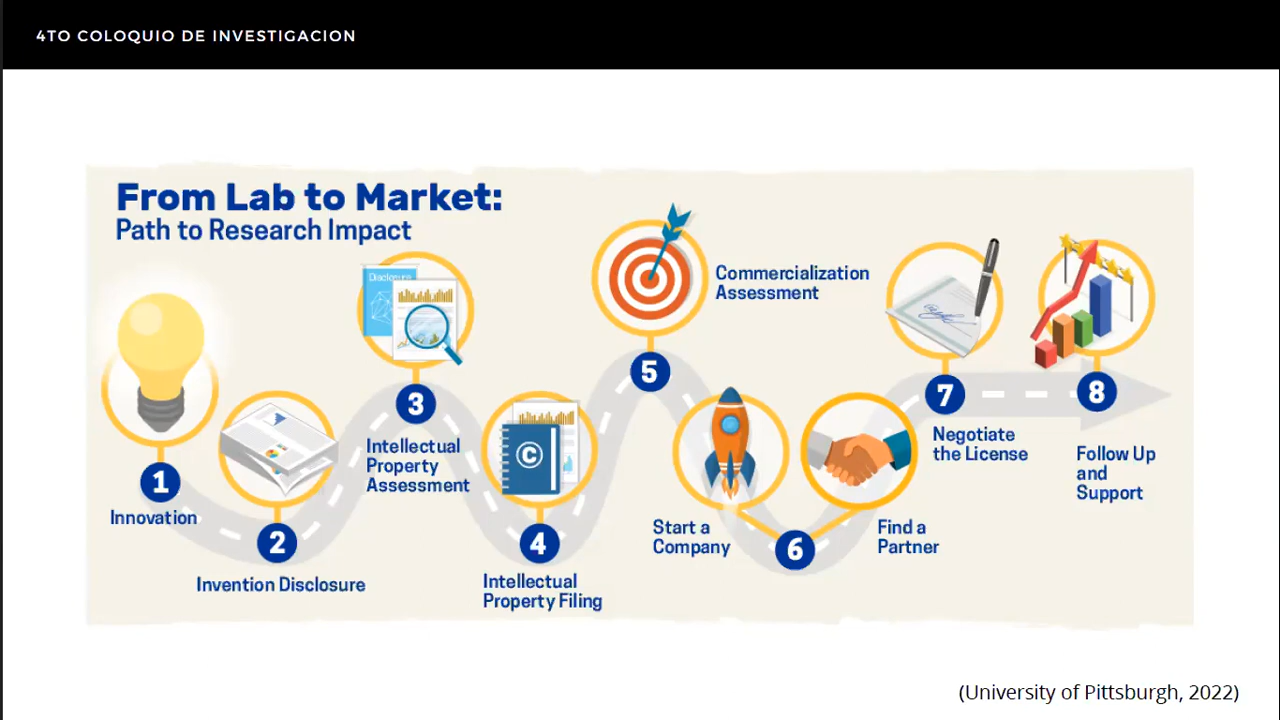 4TO COLOQUIO DE INVESTIGACION
From Lab to Market:
Path to Research Impact
1
Innovation
2
Invention Disclosure
Disclosure
3
Intellectual
Property
Assessment
©
4
Intellectual
Property Filing
5
Commercialization
Assessment
Start a
Company
6
Find a
Partner
7
Negotiate
the License
8
Follow Up
and
Support
(University of Pittsburgh, 2022)